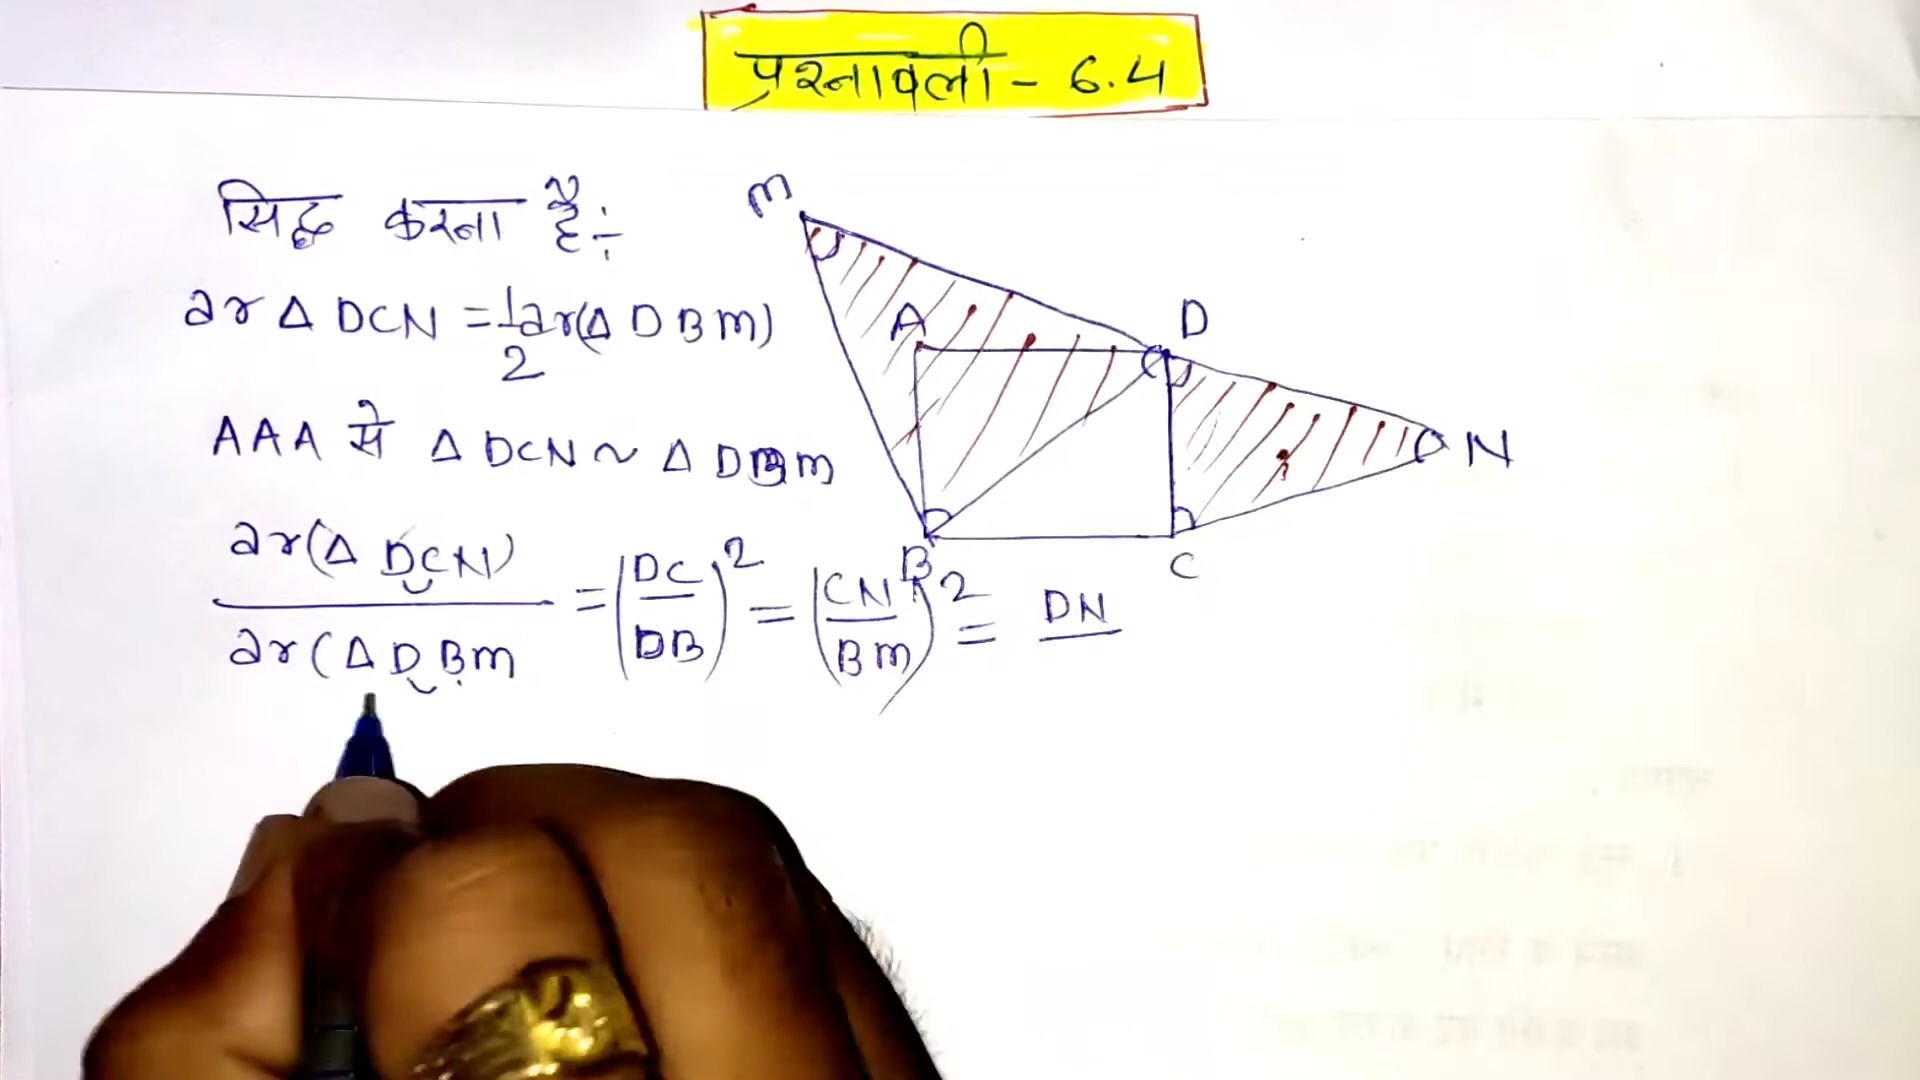 प्रश्नावली - 6.4
सिद्ध करना है :-
ar Δ DCN = 1/2 ar(Δ DBM)
AAA से Δ DCN ~ Δ DBM
ar(Δ DCN) / ar(Δ DBM = (DC/DB)² = (CN/BM)² = DN
M
A
D
N
B
C